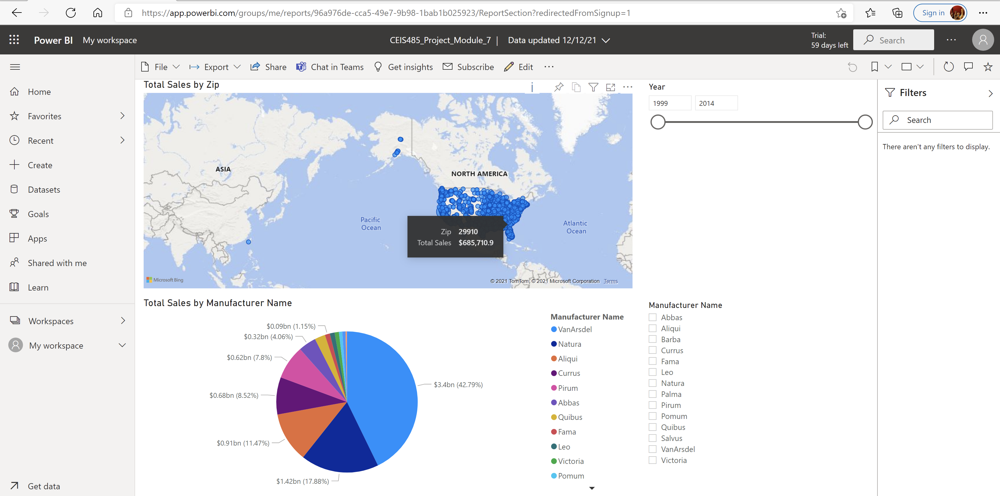 https://app.powerbi.com/groups/me/reports/96a976de-cca5-49e7-9b98-1bab1b025923/ReportSection?redirectedFromSignup=1
Sign in
Power BI
My workspace
CEIS485_Project_Module_7 | Data updated 12/12/21
Trial:
59 days left
Search
File
Export
Share
Chat in Teams
Get insights
Subscribe
Edit
Home
Favorites
Recent
Create
Datasets
Goals
Apps
Shared with me
Learn
Workspaces
My workspace
Get data
Total Sales by Zip
ASIA
NORTH AMERICA
Pacific
Ocean
Atlantic
Ocean
Zip 29910
Total Sales $685,710.9
Microsoft Bing
© 2021 TomTom, © 2021 Microsoft Corporation Terms
Year
1999
2014
Filters
Search
There aren't any filters to display.
Total Sales by Manufacturer Name
$0.09bn (1.15%)
$0.32bn (4.06%)
$0.62bn (7.8%)
$0.68bn (8.52%)
$0.91bn (11.47%)
$1.42bn (17.88%)
$3.4bn (42.79%)
Manufacturer Name
VanArsdel
Natura
Aliqui
Currus
Pirum
Abbas
Quibus
Fama
Leo
Victoria
Pomum
Manufacturer Name
Abbas
Aliqui
Barba
Currus
Fama
Leo
Natura
Palma
Pirum
Pomum
Quibus
Salvus
VanArsdel
Victoria